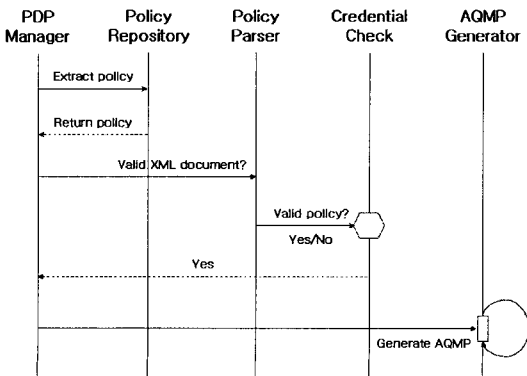 PDP Manager
Policy Repository
Policy Parser
Credential Check
AQMP Generator
Extract policy
Return policy
Valid XML document?
Valid policy?
Yes/No
Yes
Generate AQMP